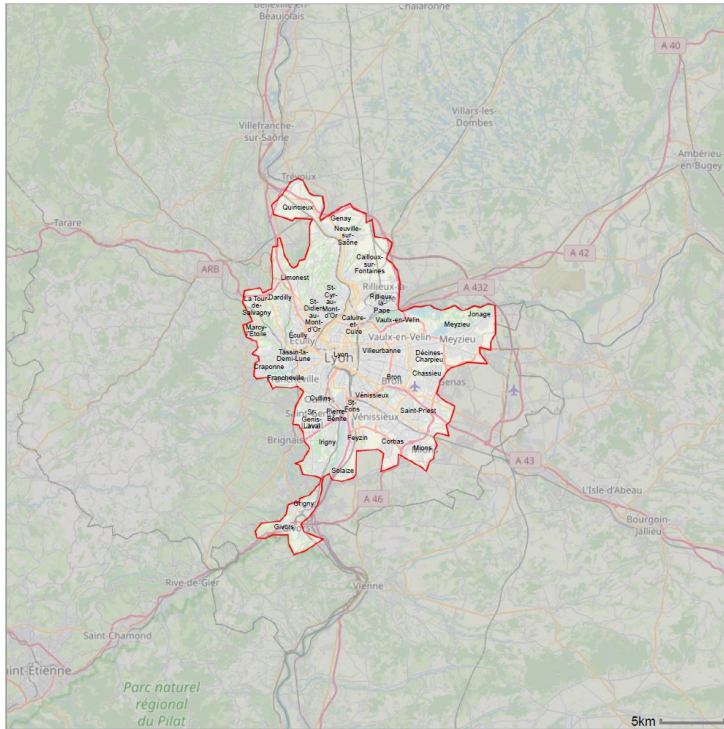 Belleville-en-
Beaujolais
Chalaronne
A 40
Villars-les-
Dombes
Villefranche-
sur-Saône
Ambérieu
en-Bugey
Trévoux
Quinsieux
Genay
Neuville-
sur-
Saône
Tarare
A 42
Cailloux-
sur-
Fontaines
ARB
Limonest
Rillieux-la-
A 432
St-
Cyr-
au-
Mont-
d'Or
Rillieux-
la-
Pape
Dardilly
La Tour-
de-
Salvagny
St-
Didier-
au-
Mont-
d'Or
Caluire-
et-
Cuire
Vaulx-en-Velin
Jonage
Meyzieu
Marcy-
l'Étoile
Écully
Écully
Vaulx-en-Velin
Meyzieu
Tassin-la-
Demi-Lune
Lyon
Lyon
Villeurbanne
Décines-
Charpieu
Craponne
Chassieu
Francheville
Francheville
Bron
Bron
Genas
Oullins
Vénissieux
St-
Fons
Saint-Priest
St-
Genis-
Laval
Pierre-
Bénite
Vénissieux
Brignais
Irigny
Feyzin
Corbas
Mions
A 43
Solaize
L'Isle-d'Abeau
A 46
Grigny
Givors
Bourgoin-
Jallieu
Rive-de-Gier
Vienne
Saint-Chamond
int-Étienne
Parc naturel
régional
du Pilat
5km